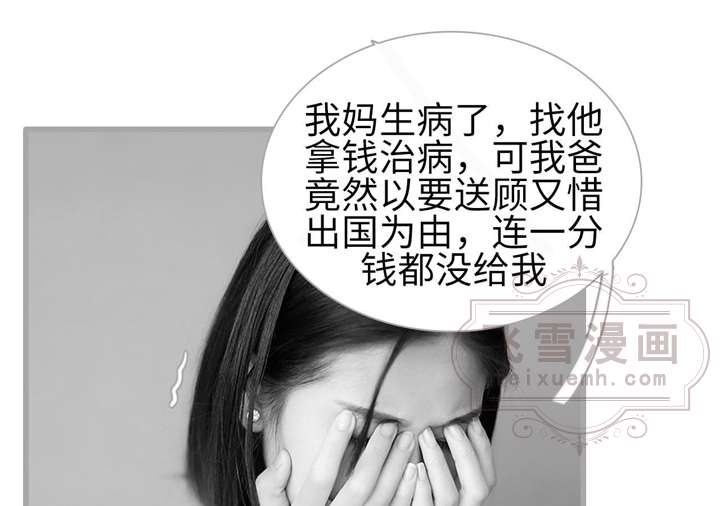 我妈生病了，找他
拿钱治病，可我爸
竟然以要送顾又惜
出国为由，连一分
钱都没给我
飞雪漫画
feixuemh.com